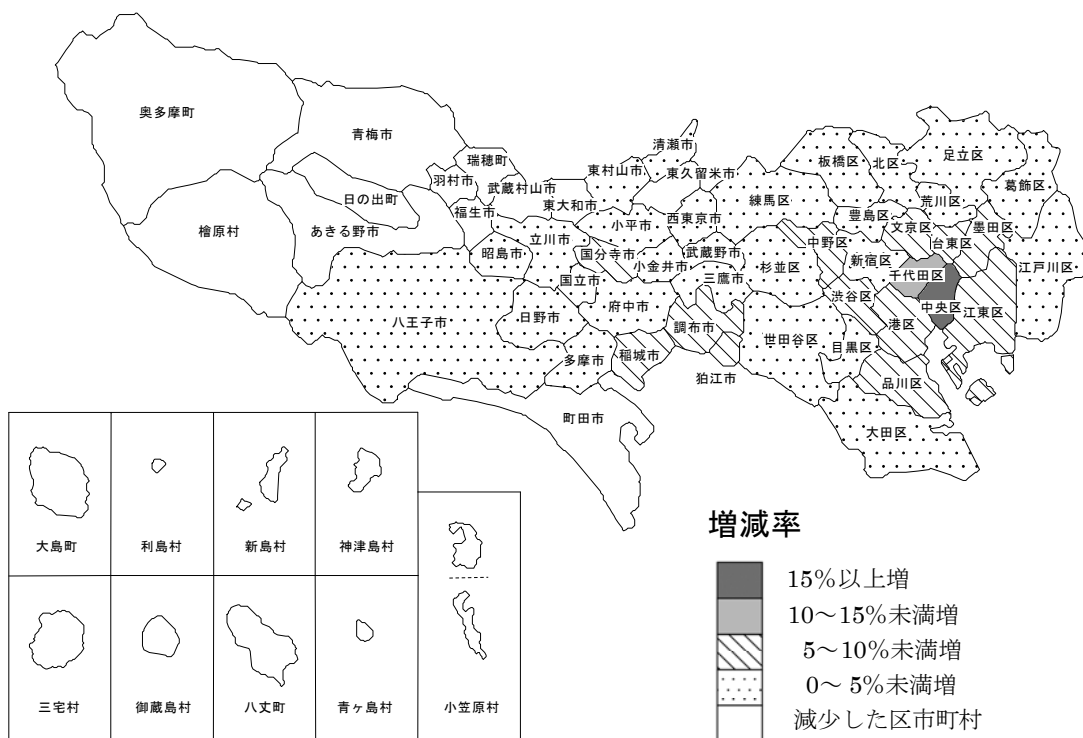 奥多摩町
青梅市
瑞穂町
羽村市
武蔵村山市
日の出町
福生市
東大和市
檜原村
あきる野市
昭島市
立川市
東村山市
清瀬市
東久留米市
小平市
西東京市
国分寺市
小金井市
武蔵野市
国立市
三鷹市
八王子市
日野市
府中市
調布市
多摩市
稲城市
狛江市
町田市
板橋区
北区
足立区
練馬区
葛飾区
荒川区
豊島区
文京区
墨田区
台東区
中野区
新宿区
杉並区
千代田区
江戸川区
渋谷区
中央区
江東区
港区
世田谷区
目黒区
品川区
大田区
大島町
利島村
新島村
神津島村
三宅村
御蔵島村
八丈町
青ヶ島村
小笠原村
増減率
15%以上増
10~15%未満増
5~10%未満増
0~ 5%未満増
減少した区市町村